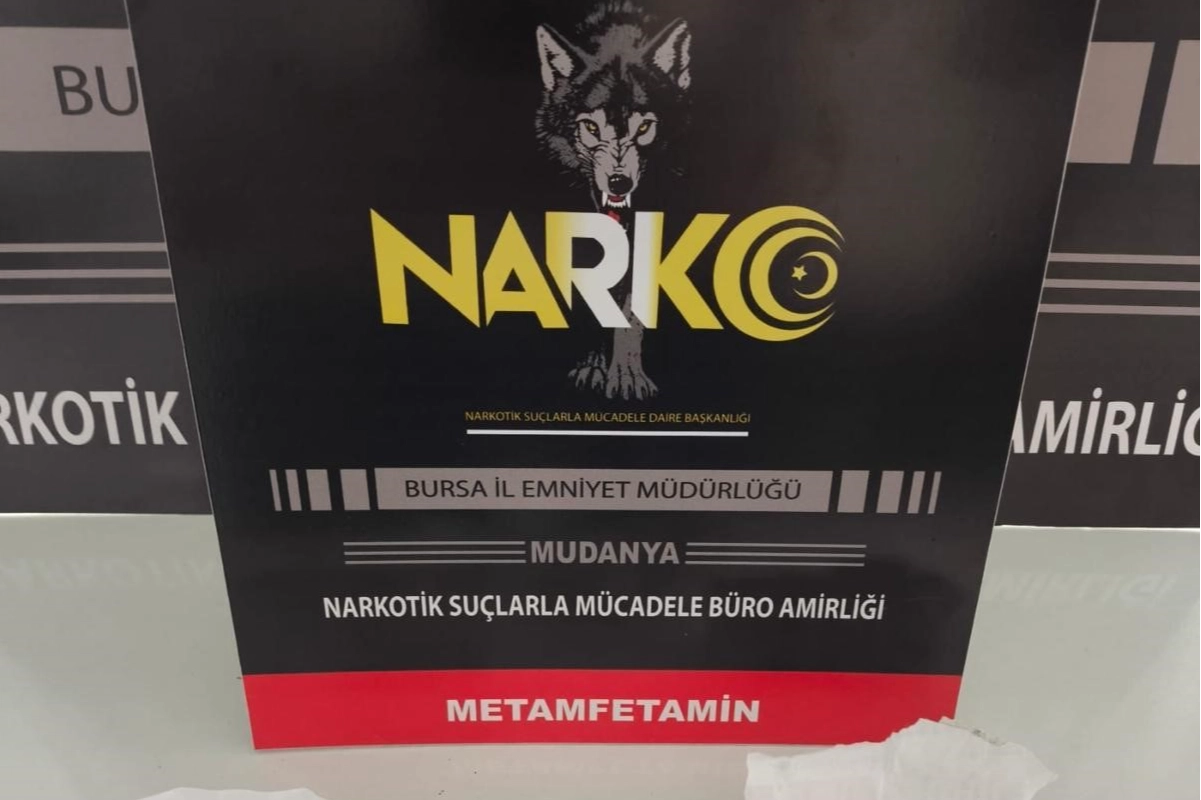 BU
NARKO
NARKOTİK SUÇLARLA MÜCADELE DAİRE BAŞKANLIĞI
RKOTİK
AMİRLİĞ
BURSA İL EMNİYET MÜDÜRLÜĞÜ
MUDANYA
NARKOTİK SUÇLARLA MÜCADELE BÜRO AMİRLİĞİ
METAMFETAMİN